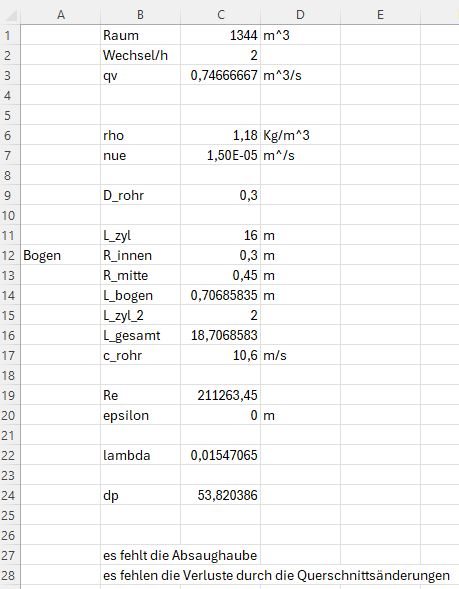 A B C D E
1 Raum 1344 m^3
2 Wechsel/h 2
3 qv 0,74666667 m^3/s
4
5
6 rho 1,18 Kg/m^3
7 nue 1,50E-05 m^/s
8
9 D_rohr 0,3
10
11 L_zyl 16 m
12 Bogen R_innen 0,3 m
13 R_mitte 0,45 m
14 L_bogen 0,70685835 m
15 L_zyl_2 2
16 L_gesamt 18,7068583
17 c_rohr 10,6 m/s
18
19 Re 211263,45
20 epsilon 0 m
21
22 lambda 0,01547065
23
24 dp 53,820386
25
26
27 es fehlt die Absaughaube
28 es fehlen die Verluste durch die Querschnittsänderungen